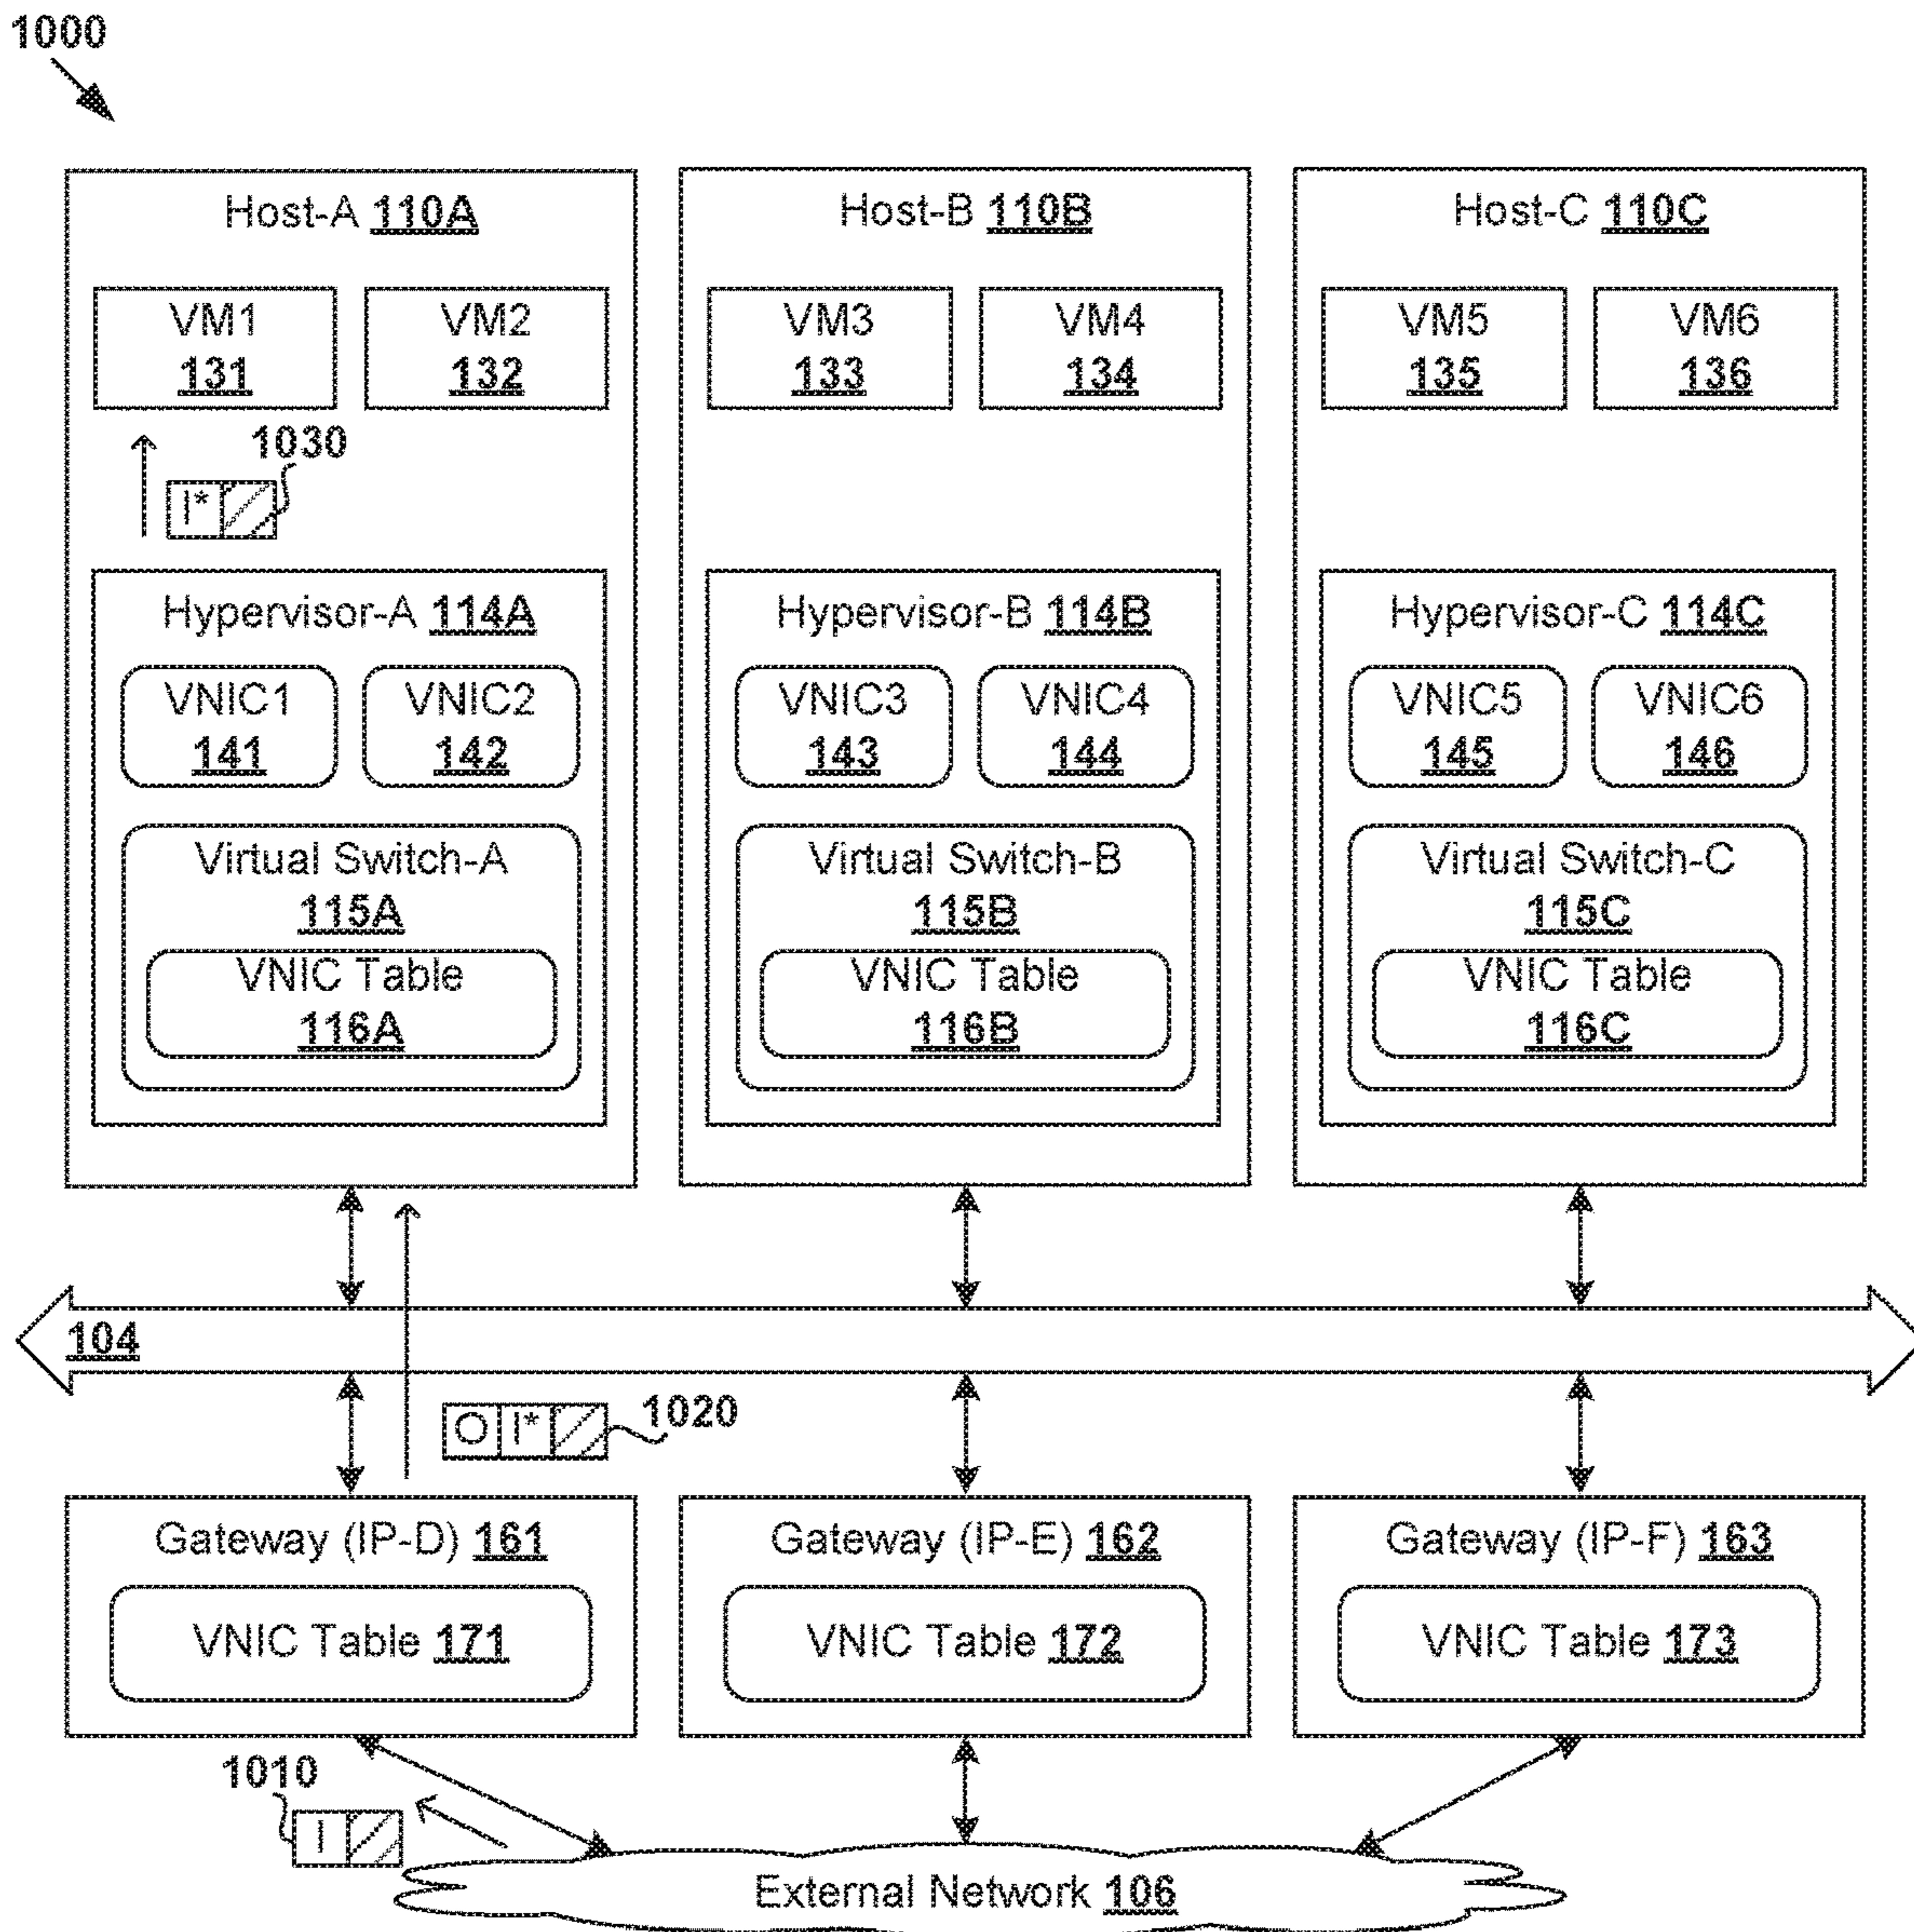 1000
Host-A 110A
VM1
131
VM2
132
1030
I*
Hypervisor-A 114A
VNIC1
141
VNIC2
142
Virtual Switch-A
115A
VNIC Table
116A
Host-B 110B
VM3
133
VM4
134
Hypervisor-B 114B
VNIC3
143
VNIC4
144
Virtual Switch-B
115B
VNIC Table
116B
Host-C 110C
VM5
135
VM6
136
Hypervisor-C 114C
VNIC5
145
VNIC6
146
Virtual Switch-C
115C
VNIC Table
116C
104
O I*
1020
Gateway (IP-D) 161
VNIC Table 171
Gateway (IP-E) 162
VNIC Table 172
Gateway (IP-F) 163
VNIC Table 173
1010
I
External Network 106